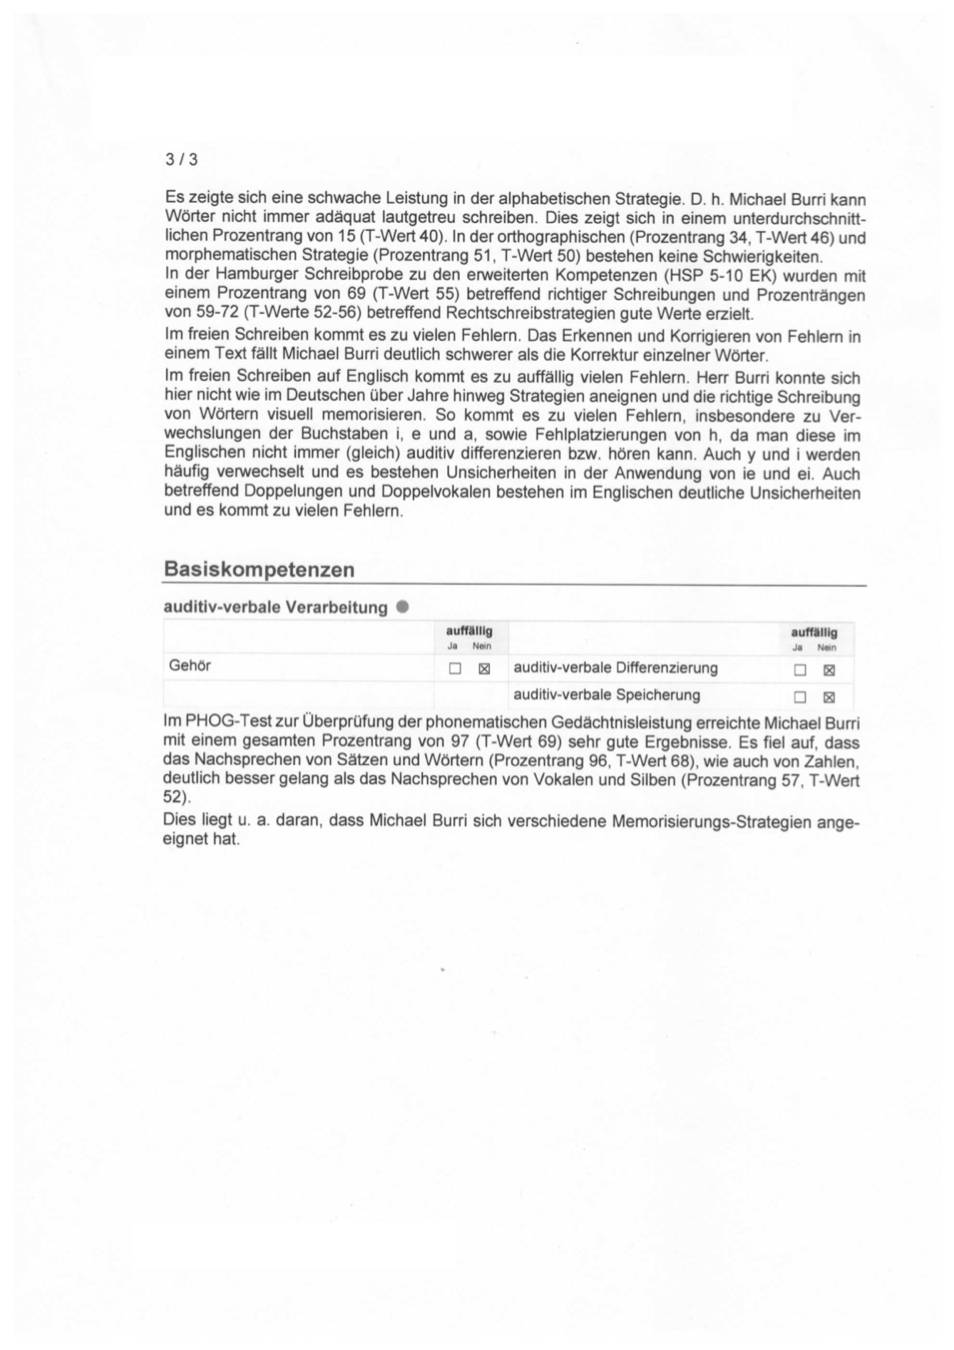 3 / 3
Es zeigte sich eine schwache Leistung in der alphabetischen Strategie. D. h. Michael Burri kann
Wörter nicht immer adäquat lautgetreu schreiben. Dies zeigt sich in einem unterdurchschnitt-
lichen Prozentrang von 15 (T-Wert 40). In der orthographischen (Prozentrang 34, T-Wert 46) und
morphematischen Strategie (Prozentrang 51, T-Wert 50) bestehen keine Schwierigkeiten.
In der Hamburger Schreibprobe zu den erweiterten Kompetenzen (HSP 5-10 EK) wurden mit
einem Prozentrang von 69 (T-Wert 55) betreffend richtiger Schreibungen und Prozenträngen
von 59-72 (T-Werte 52-56) betreffend Rechtschreibstrategien gute Werte erzielt.
Im freien Schreiben kommt es zu vielen Fehlern. Das Erkennen und Korrigieren von Fehlern in
einem Text fällt Michael Burri deutlich schwerer als die Korrektur einzelner Wörter.
Im freien Schreiben auf Englisch kommt es zu auffällig vielen Fehlern. Herr Burri konnte sich
hier nicht wie im Deutschen über Jahre hinweg Strategien aneignen und die richtige Schreibung
von Wörtern visuell memorisieren. So kommt es zu vielen Fehlern, insbesondere zu Ver-
wechslungen der Buchstaben i, e und a, sowie Fehlplatzierungen von h, da man diese im
Englischen nicht immer (gleich) auditiv differenzieren bzw. hören kann. Auch y und i werden
häufig verwechselt und es bestehen Unsicherheiten in der Anwendung von ie und ei. Auch
betreffend Doppelungen und Doppelvokalen bestehen im Englischen deutliche Unsicherheiten
und es kommt zu vielen Fehlern.
Basiskompetenzen
auditiv-verbale Verarbeitung
auffällig auffällig
Ja Nein Ja Nein
Gehör ☐ ☒ auditiv-verbale Differenzierung ☐ ☒
auditiv-verbale Speicherung ☐ ☒
Im PHOG-Test zur Überprüfung der phonematischen Gedächtnisleistung erreichte Michael Burri
mit einem gesamten Prozentrang von 97 (T-Wert 69) sehr gute Ergebnisse. Es fiel auf, dass
das Nachsprechen von Sätzen und Wörtern (Prozentrang 96, T-Wert 68), wie auch von Zahlen,
deutlich besser gelang als das Nachsprechen von Vokalen und Silben (Prozentrang 57, T-Wert
52).
Dies liegt u. a. daran, dass Michael Burri sich verschiedene Memorisierungs-Strategien ange-
eignet hat.